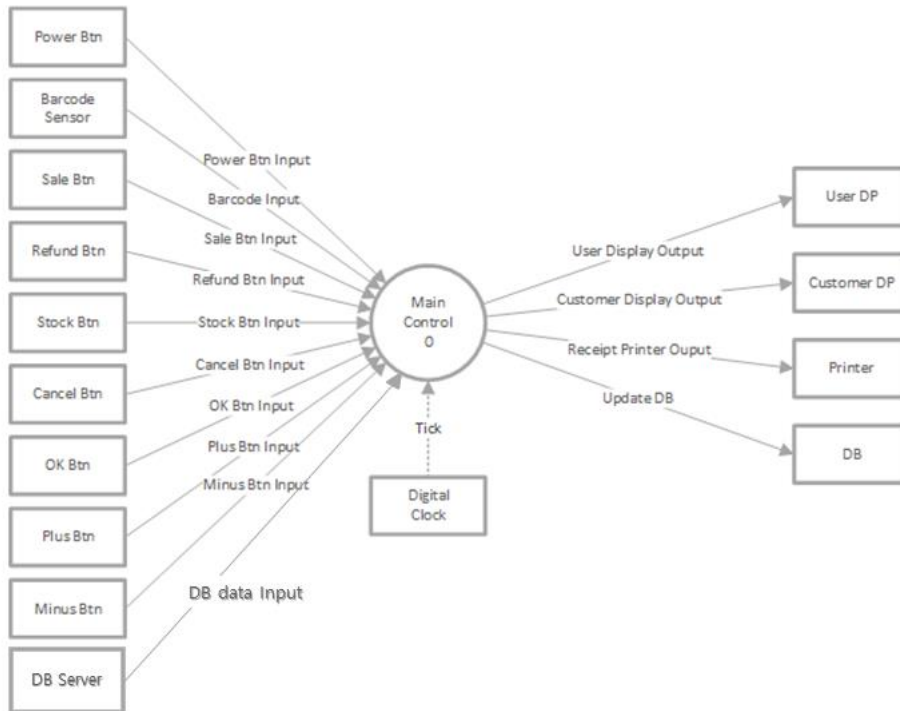 Power Btn
Barcode
Sensor
Sale Btn
Refund Btn
Stock Btn
Cancel Btn
OK Btn
Plus Btn
Minus Btn
DB Server
Power Btn Input
Barcode Input
Sale Btn Input
Refund Btn Input
Stock Btn Input
Cancel Btn Input
OK Btn Input
Plus Btn Input
Minus Btn Input
DB data Input
Main
Control
0
Tick
Digital
Clock
User Display Output
Customer Display Output
Receipt Printer Ouput
Update DB
User DP
Customer DP
Printer
DB